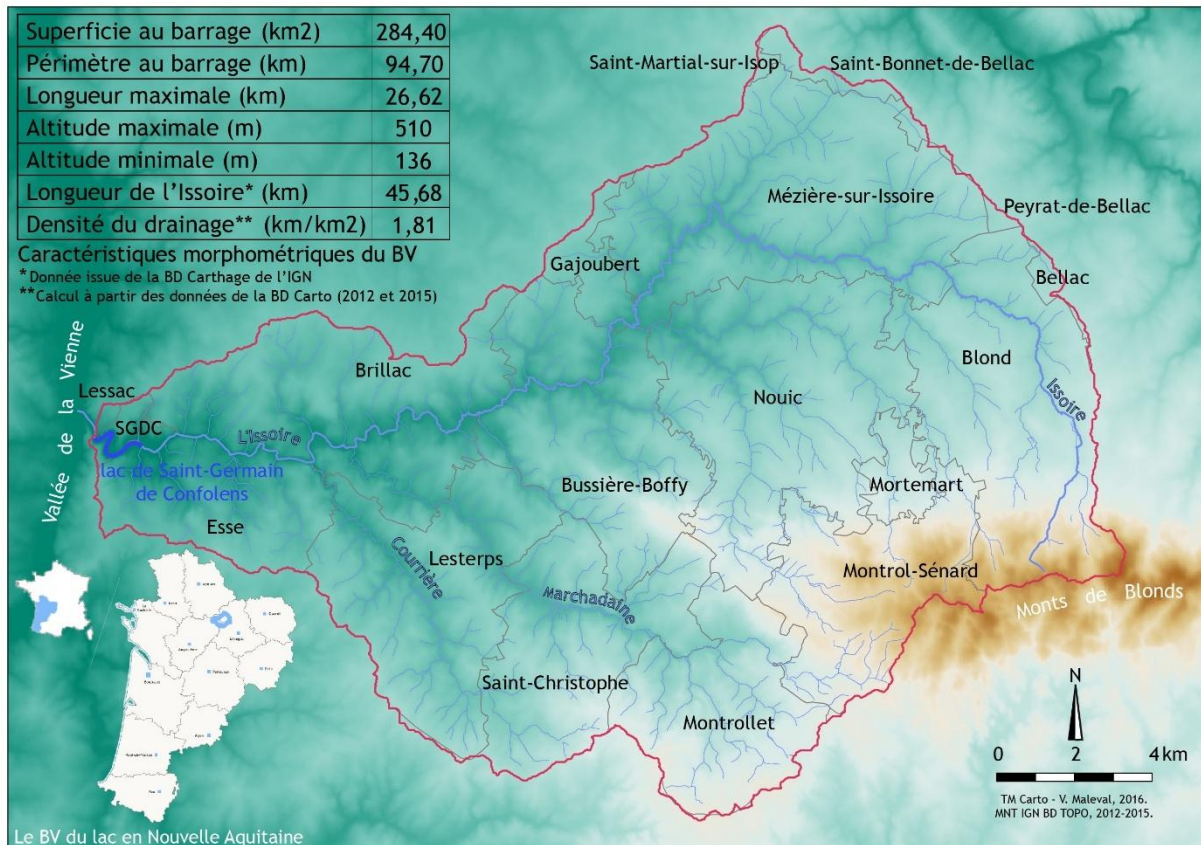 Superficie au barrage (km2) 284,40
Périmètre au barrage (km) 94,70
Longueur maximale (km) 26,62
Altitude maximale (m) 510
Altitude minimale (m) 136
Longueur de l'Issoire* (km) 45,68
Densité du drainage** (km/km2) 1,81
Caractéristiques morphométriques du BV
*Donnée issue de la BD Carthage de l'IGN
**Calcul à partir des données de la BD Carto (2012 et 2015)
Saint-Martial-sur-Isop
Saint-Bonnet-de-Bellac
Mézière-sur-Issoire
Peyrat-de-Bellac
Gajoubert
Bellac
Brillac
Blond
Issoire
Nouic
Lessac
Vallée de la Vienne
SGDC
L'Issoire
lac de Saint-Germain
de Confolens
Bussière-Boffy
Mortemart
Esse
Lesterps
Courrière
Marchadaine
Montrol-Sénard
Monts de Blonds
Saint-Christophe
Montrollet
N
0 2 4 km
TM Carto - V. Maleval, 2016.
MNT IGN BD TOPO, 2012-2015.
Le BV du lac en Nouvelle Aquitaine